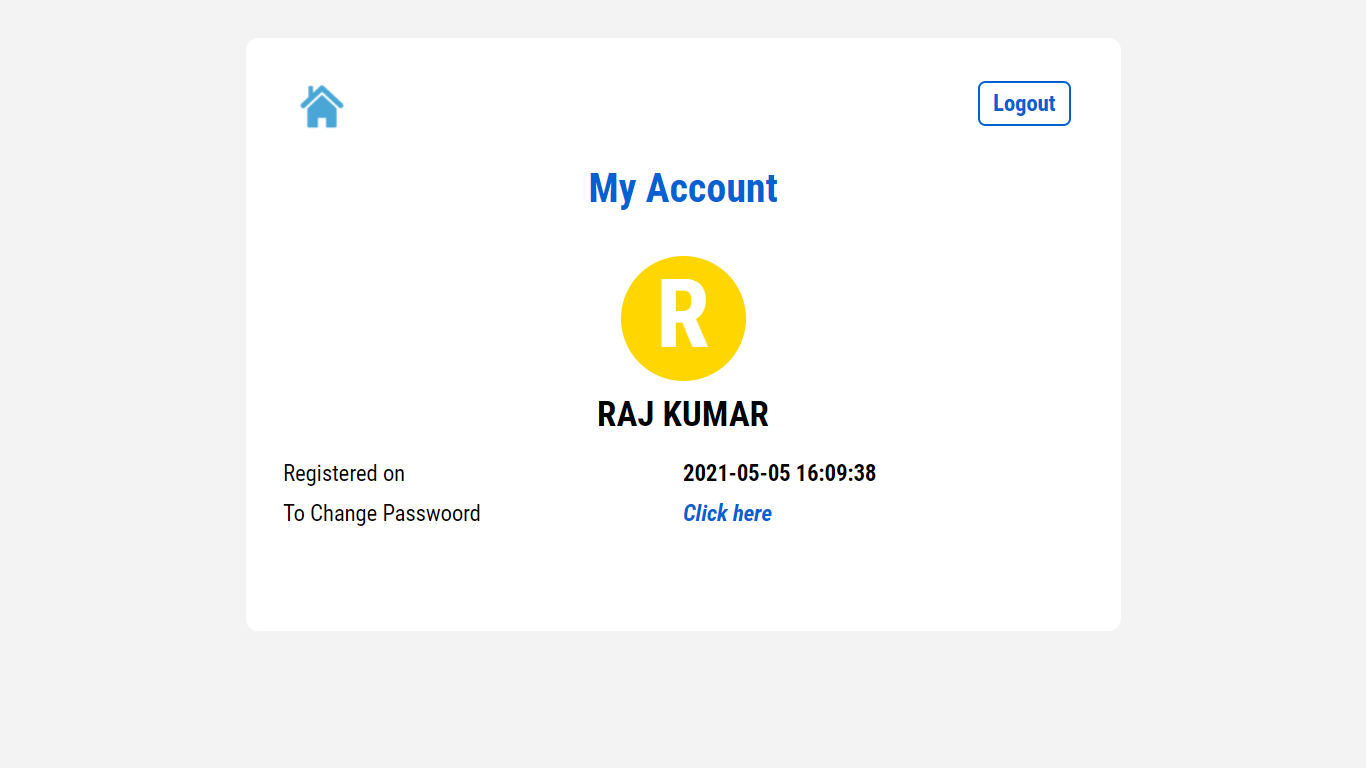 Logout
My Account
R
RAJ KUMAR
Registered on 2021-05-05 16:09:38
To Change Passwoord Click here